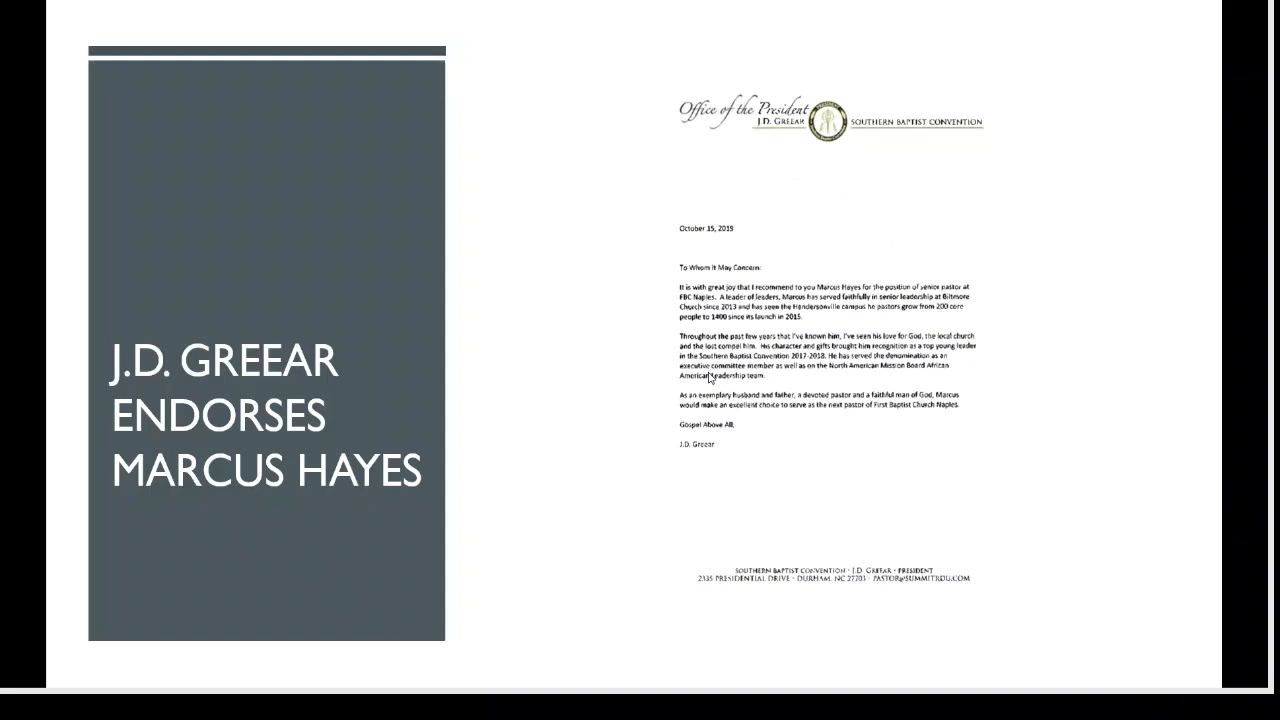 J.D. GREEAR
ENDORSES
MARCUS HAYES
Office of the President
J.D. GREEAR
SOUTHERN BAPTIST CONVENTION
October 15, 2019
To Whom It May Concern:
It is with great joy that I recommend to you Marcus Hayes for the position of senior pastor at
FBC Naples. A leader of leaders, Marcus has served faithfully in senior leadership at Biltmore
Church since 2013 and has seen the Hendersonville campus he pastors grow from 200 core
people to 1400 since its launch in 2015.
Throughout the past few years that I've known him, I've seen his love for God, the local church
and the lost compel him. His character and gifts brought him recognition as a top young leader
in the Southern Baptist Convention 2017-2018. He has served the denomination as an
executive committee member as well as on the North American Mission Board African
American Leadership team.
As an exemplary husband and father, a devoted pastor and a faithful man of God, Marcus
would make an excellent choice to serve as the next pastor of First Baptist Church Naples.
Gospel Above All,
J.D. Greear
SOUTHERN BAPTIST CONVENTION · J.D. GREEAR · PRESIDENT
2335 PRESIDENTIAL DRIVE · DURHAM, NC 27703 · PASTOR@SUMMITRDU.COM